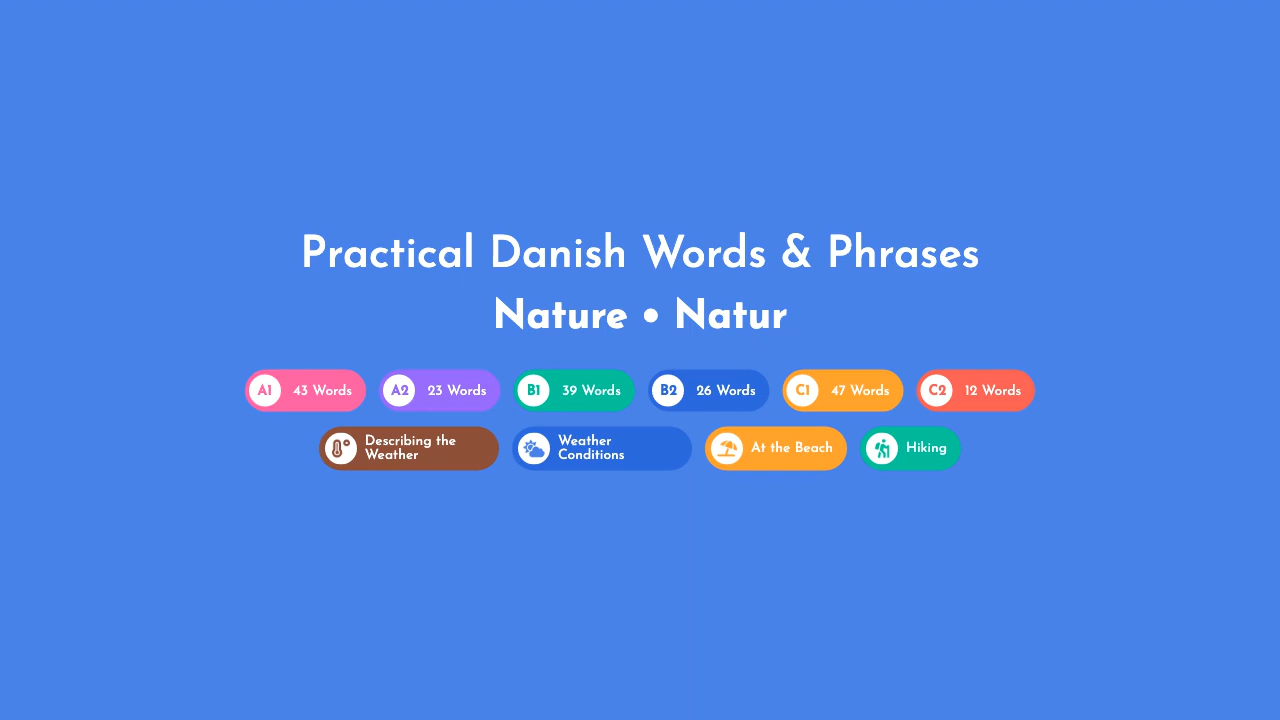 Practical Danish Words & Phrases
Nature • Natur
A1 43 Words A2 23 Words B1 39 Words B2 26 Words C1 47 Words C2 12 Words
Describing the
Weather
Weather
Conditions
At the Beach
Hiking